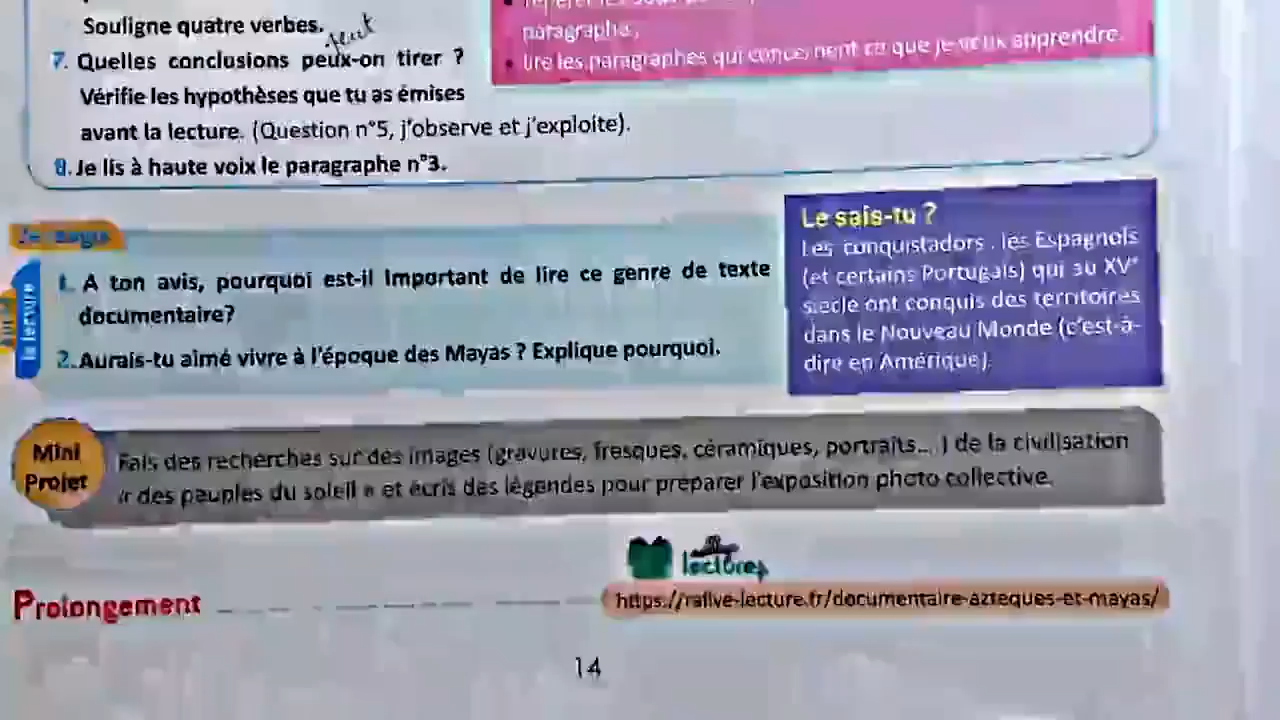 Souligne quatre verbes.
peut
7. Quelles conclusions peux-on tirer ?
Vérifie les hypothèses que tu as émises
avant la lecture. (Question n°5, j'observe et j'exploite).
8. Je lis à haute voix le paragraphe n°3.
paragraphe,
• lire les paragraphes qui concernent ce que je veux apprendre.
Je réagis
la lecture
1. A ton avis, pourquoi est-il important de lire ce genre de texte
documentaire?
2. Aurais-tu aimé vivre à l'époque des Mayas ? Explique pourquoi.
Le sais-tu ?
Les conquistadors : les Espagnols
(et certains Portugais) qui au XVe
siècle ont conquis des territoires
dans le Nouveau Monde (c'est-à-
dire en Amérique).
Mini
Projet
Fais des recherches sur des images (gravures, fresques, céramiques, portraits...) de la civilisation
« des peuples du soleil » et écris des légendes pour préparer l'exposition photo collective.
Prolongement
lecture
https://rallye-lecture.fr/documentaire-azteques-et-mayas/
14